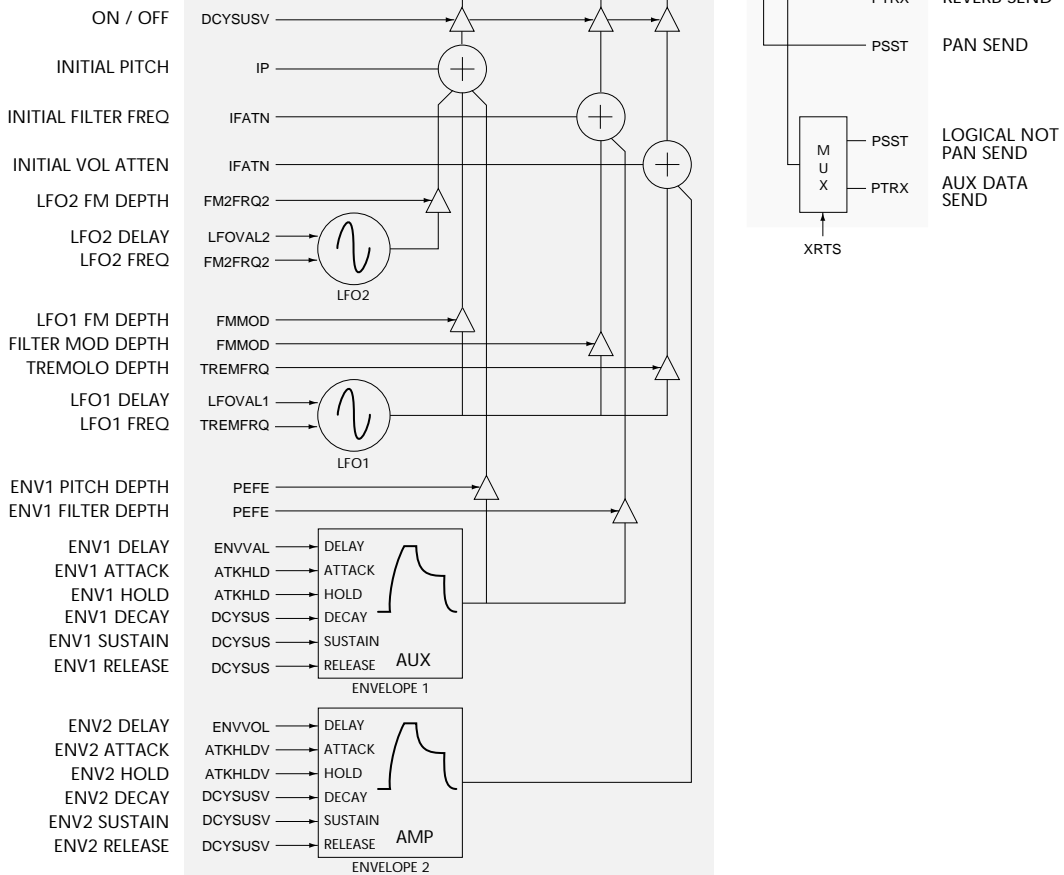 ON / OFF DCYSUSV
INITIAL PITCH IP
INITIAL FILTER FREQ IFATN
INITIAL VOL ATTEN IFATN
LFO2 FM DEPTH FM2FRQ2
LFO2 DELAY LFOVAL2
LFO2 FREQ FM2FRQ2
LFO2
LFO1 FM DEPTH FMMOD
FILTER MOD DEPTH FMMOD
TREMOLO DEPTH TREMFRQ
LFO1 DELAY LFOVAL1
LFO1 FREQ TREMFRQ
LFO1
ENV1 PITCH DEPTH PEFE
ENV1 FILTER DEPTH PEFE
ENV1 DELAY ENVVAL DELAY
ENV1 ATTACK ATKHLD ATTACK
ENV1 HOLD ATKHLD HOLD
ENV1 DECAY DCYSUS DECAY
ENV1 SUSTAIN DCYSUS SUSTAIN
ENV1 RELEASE DCYSUS RELEASE AUX
ENVELOPE 1
ENV2 DELAY ENVVOL DELAY
ENV2 ATTACK ATKHLDV ATTACK
ENV2 HOLD ATKHLDV HOLD
ENV2 DECAY DCYSUSV DECAY
ENV2 SUSTAIN DCYSUSV SUSTAIN
ENV2 RELEASE DCYSUSV RELEASE AMP
ENVELOPE 2
PTRX REVERB SEND
PSST PAN SEND
PSST LOGICAL NOT
PAN SEND
PTRX AUX DATA
SEND
M
U
X
XRTS